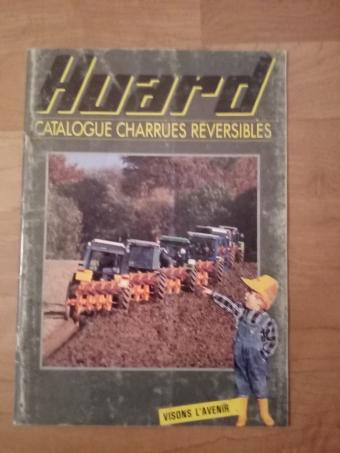 Huard
CATALOGUE CHARRUES REVERSIBLES
VISONS L'AVENIR